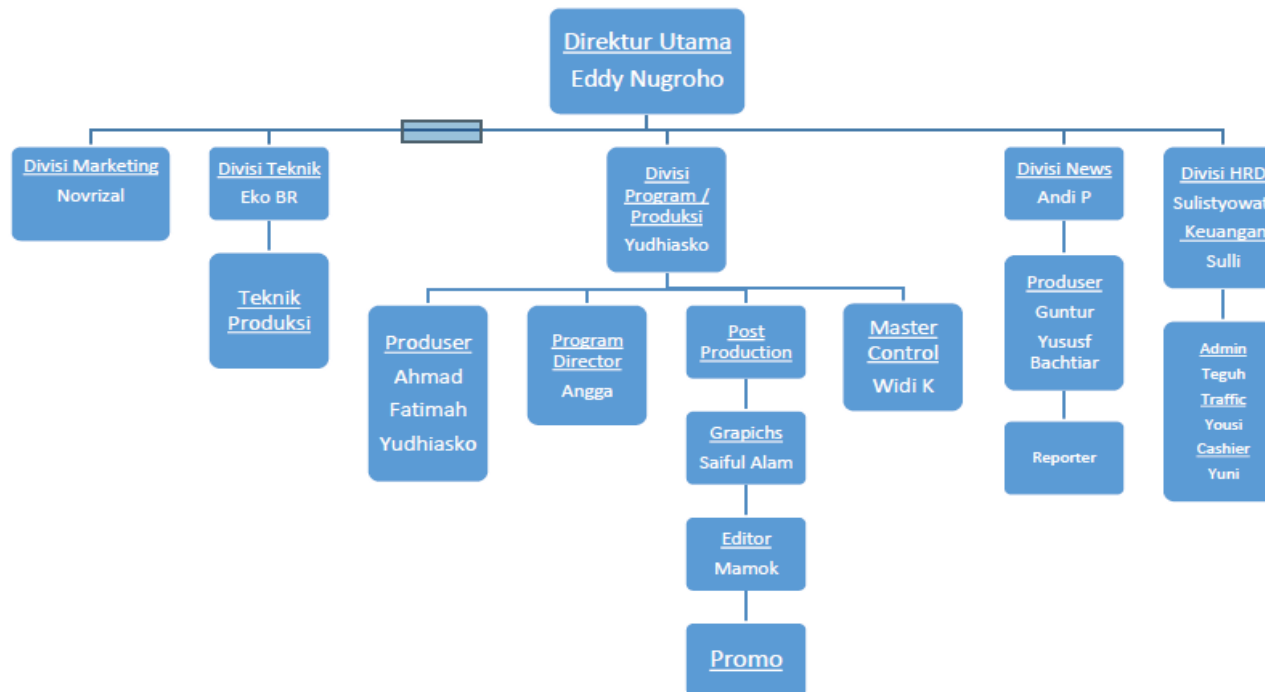 Direktur Utama
Eddy Nugroho
Divisi Marketing
Novrizal
Divisi Teknik
Eko BR
Teknik
Produksi
Divisi
Program /
Produksi
Yudhiasko
Produser
Ahmad
Fatimah
Yudhiasko
Program
Director
Angga
Post
Production
Grapichs
Saiful Alam
Editor
Mamok
Promo
Master
Control
Widi K
Divisi News
Andi P
Produser
Guntur
Yususf
Bachtiar
Reporter
Divisi HRD
Keuangan
Sulli
Admin
Teguh
Traffic
Yousi
Cashier
Yuni